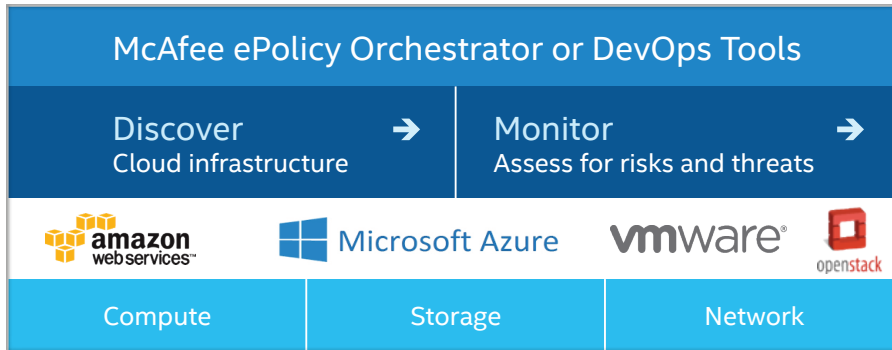 McAfee ePolicy Orchestrator or DevOps Tools
Discover
Cloud infrastructure
Monitor
Assess for risks and threats
amazon
web services™
Microsoft Azure
vmware®
openstack
Compute
Storage
Network